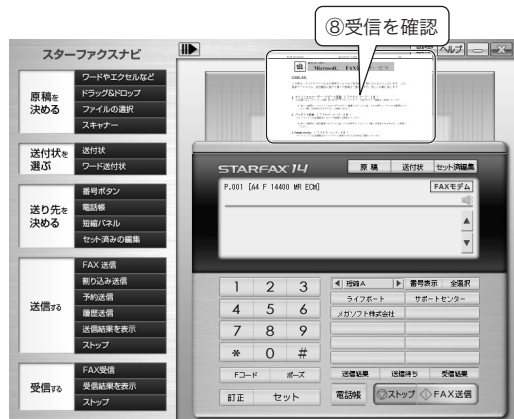 ⑧受信を確認
スターファクスナビ
ヘルプ
原稿を
決める
ワードやエクセルなど
ドラッグ&ドロップ
ファイルの選択
スキャナー
送付状を
選ぶ
送付状
ワード送付状
送り先を
決める
番号ボタン
電話帳
短縮パネル
セット済みの編集
送信する
FAX 送信
割り込み送信
予約送信
履歴送信
送信結果を表示
ストップ
受信する
FAX受信
受信結果を表示
ストップ
STARFAX'14
原 稿
送付状
セット済編集
P.001 [A4 F 14400 MR ECM]
FAXモデム
1 2 3
4 5 6
7 8 9
* 0 #
Fコード
ポーズ
訂正
セット
短縮A
番号表示
全選択
ライフボート
サポートセンター
メガソフト株式会社
送信結果
送信待ち
受信結果
電話帳
ストップ
FAX送信